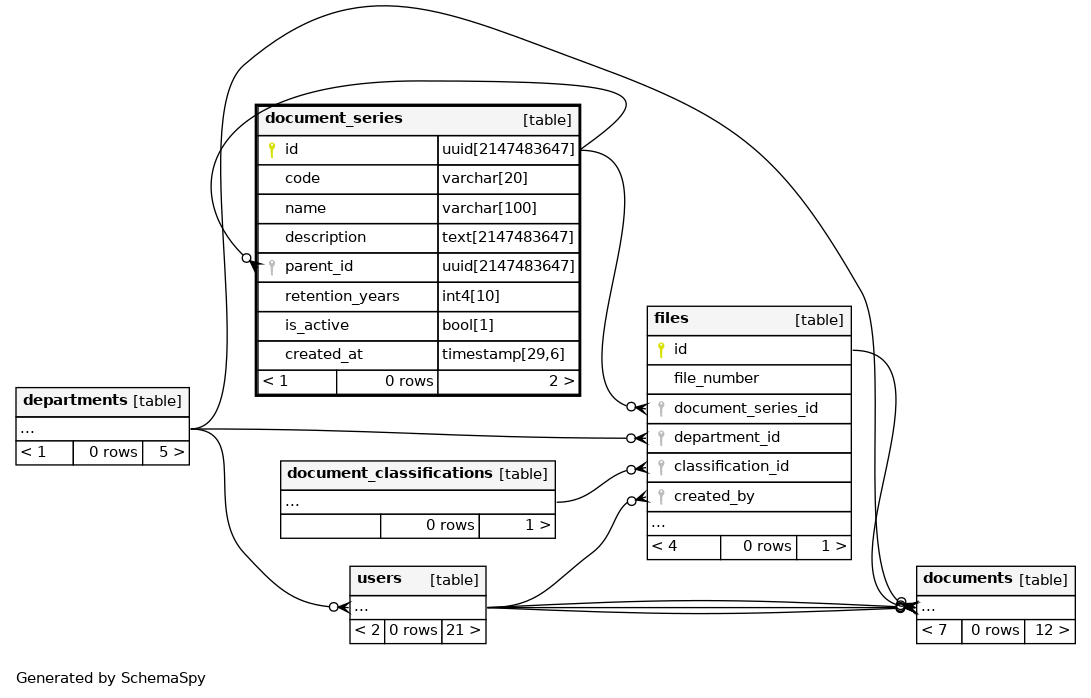 document_series [table]
id uuid[2147483647]
code varchar[20]
name varchar[100]
description text[2147483647]
parent_id uuid[2147483647]
retention_years int4[10]
is_active bool[1]
created_at timestamp[29,6]
< 1 0 rows 2 >
files [table]
id
file_number
document_series_id
department_id
classification_id
created_by
...
< 4 0 rows 1 >
departments [table]
...
< 1 0 rows 5 >
document_classifications [table]
...
0 rows 1 >
users [table]
...
< 2 0 rows 21 >
documents [table]
...
< 7 0 rows 12 >
Generated by SchemaSpy